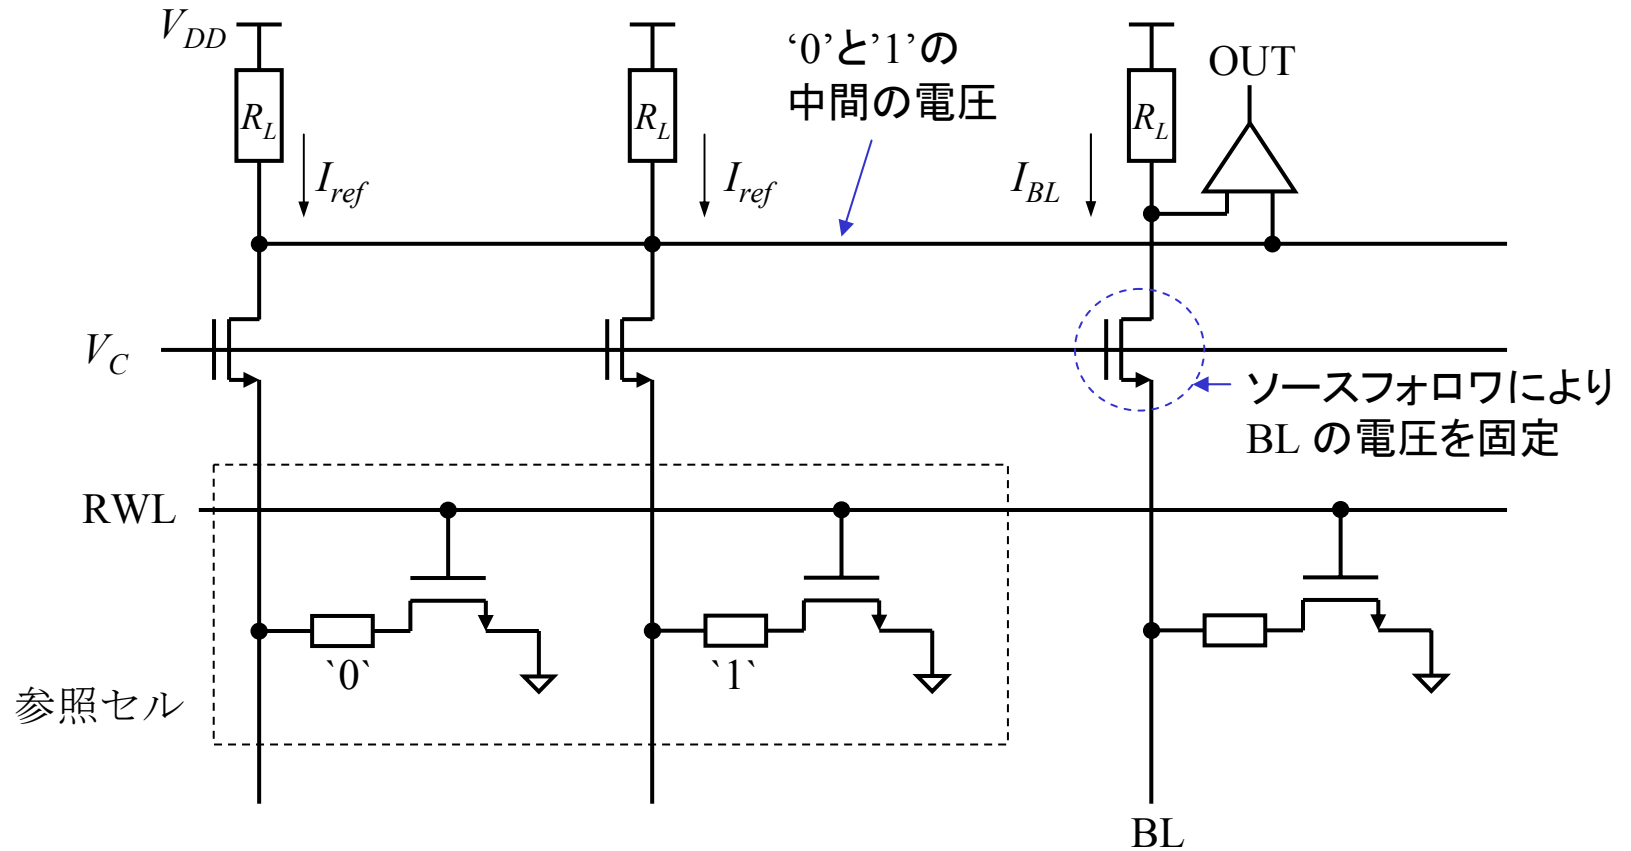 V_DD
‘0’と’1’の
中間の電圧
OUT
R_L
R_L
R_L
I_ref
I_ref
I_BL
V_C
ソースフォロワにより
BL の電圧を固定
RWL
`0`
`1`
参照セル
BL